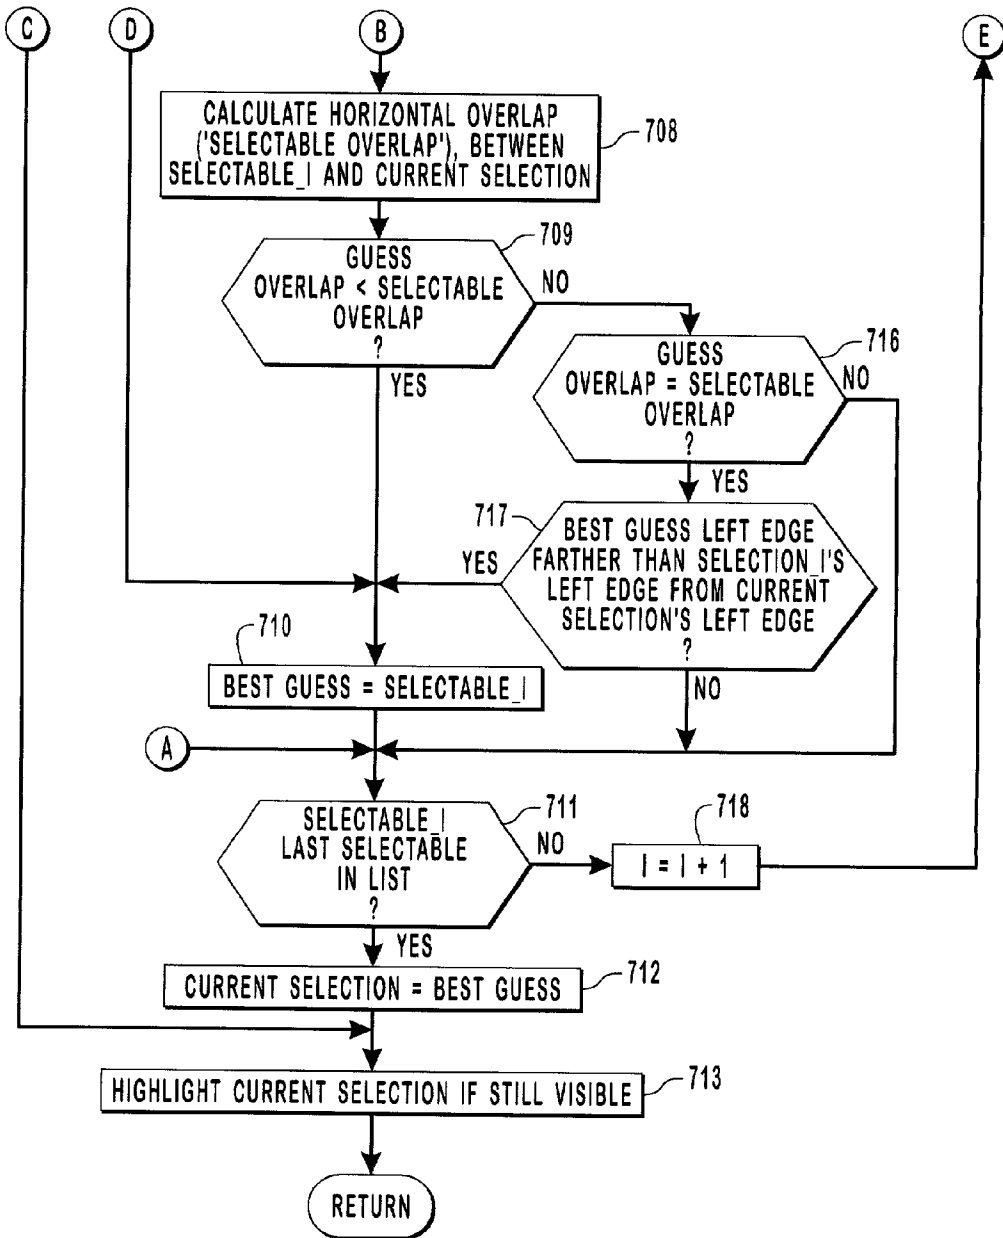 C
D
B
E
CALCULATE HORIZONTAL OVERLAP
('SELECTABLE OVERLAP'), BETWEEN
SELECTABLE_I AND CURRENT SELECTION
708
709
GUESS
OVERLAP < SELECTABLE
OVERLAP
?
NO
YES
716
GUESS
OVERLAP = SELECTABLE
OVERLAP
?
NO
YES
717
BEST GUESS LEFT EDGE
FARTHER THAN SELECTION_I'S
LEFT EDGE FROM CURRENT
SELECTION'S LEFT EDGE
?
YES
NO
710
BEST GUESS = SELECTABLE_I
A
711
SELECTABLE_I
LAST SELECTABLE
IN LIST
?
NO
718
I = I + 1
YES
CURRENT SELECTION = BEST GUESS
712
HIGHLIGHT CURRENT SELECTION IF STILL VISIBLE
713
RETURN